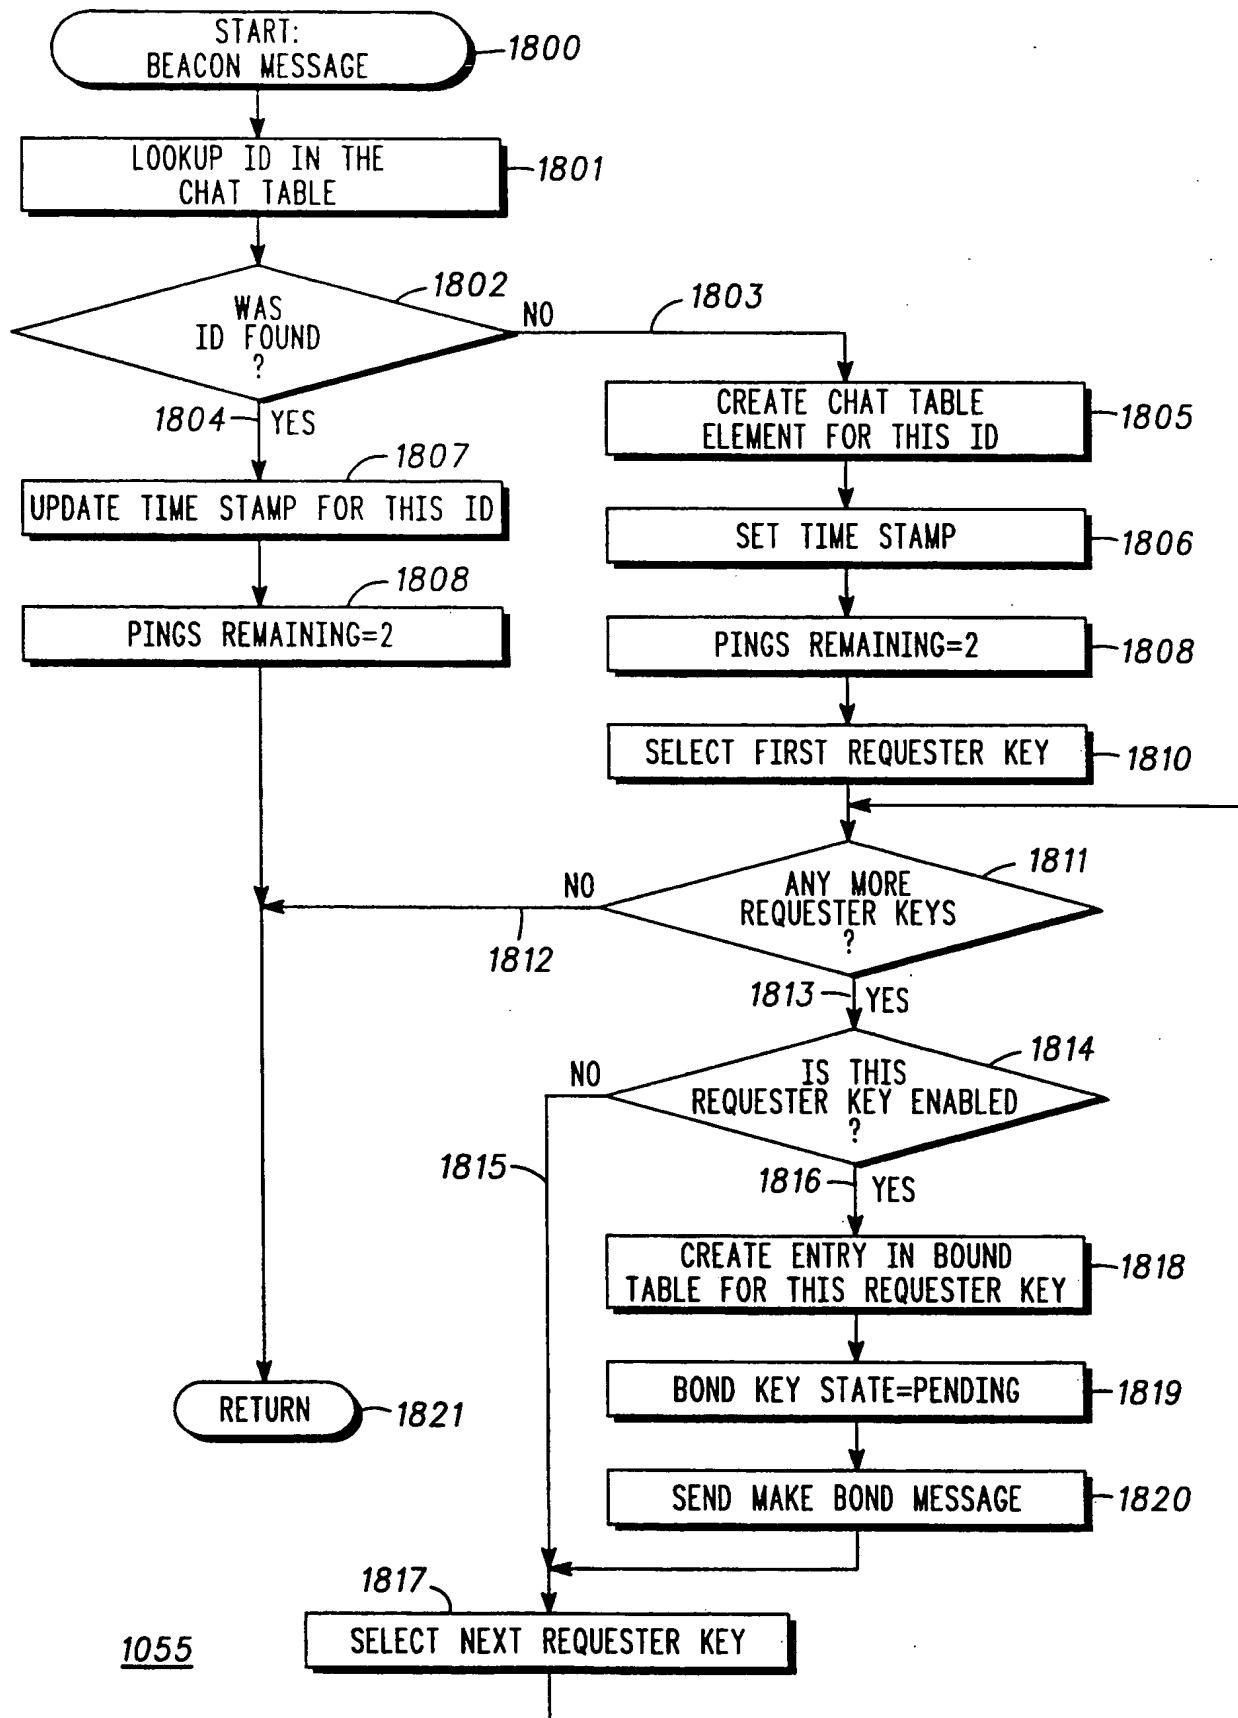 START:
BEACON MESSAGE
1800
LOOKUP ID IN THE
CHAT TABLE
1801
WAS
ID FOUND
?
1802
NO
1803
1804
YES
CREATE CHAT TABLE
ELEMENT FOR THIS ID
1805
1807
UPDATE TIME STAMP FOR THIS ID
SET TIME STAMP
1806
1808
PINGS REMAINING=2
PINGS REMAINING=2
1808
SELECT FIRST REQUESTER KEY
1810
ANY MORE
REQUESTER KEYS
?
1811
NO
1812
1813
YES
IS THIS
REQUESTER KEY ENABLED
?
1814
NO
1815
1816
YES
CREATE ENTRY IN BOUND
TABLE FOR THIS REQUESTER KEY
1818
BOND KEY STATE=PENDING
1819
RETURN
1821
SEND MAKE BOND MESSAGE
1820
1817
SELECT NEXT REQUESTER KEY
1055